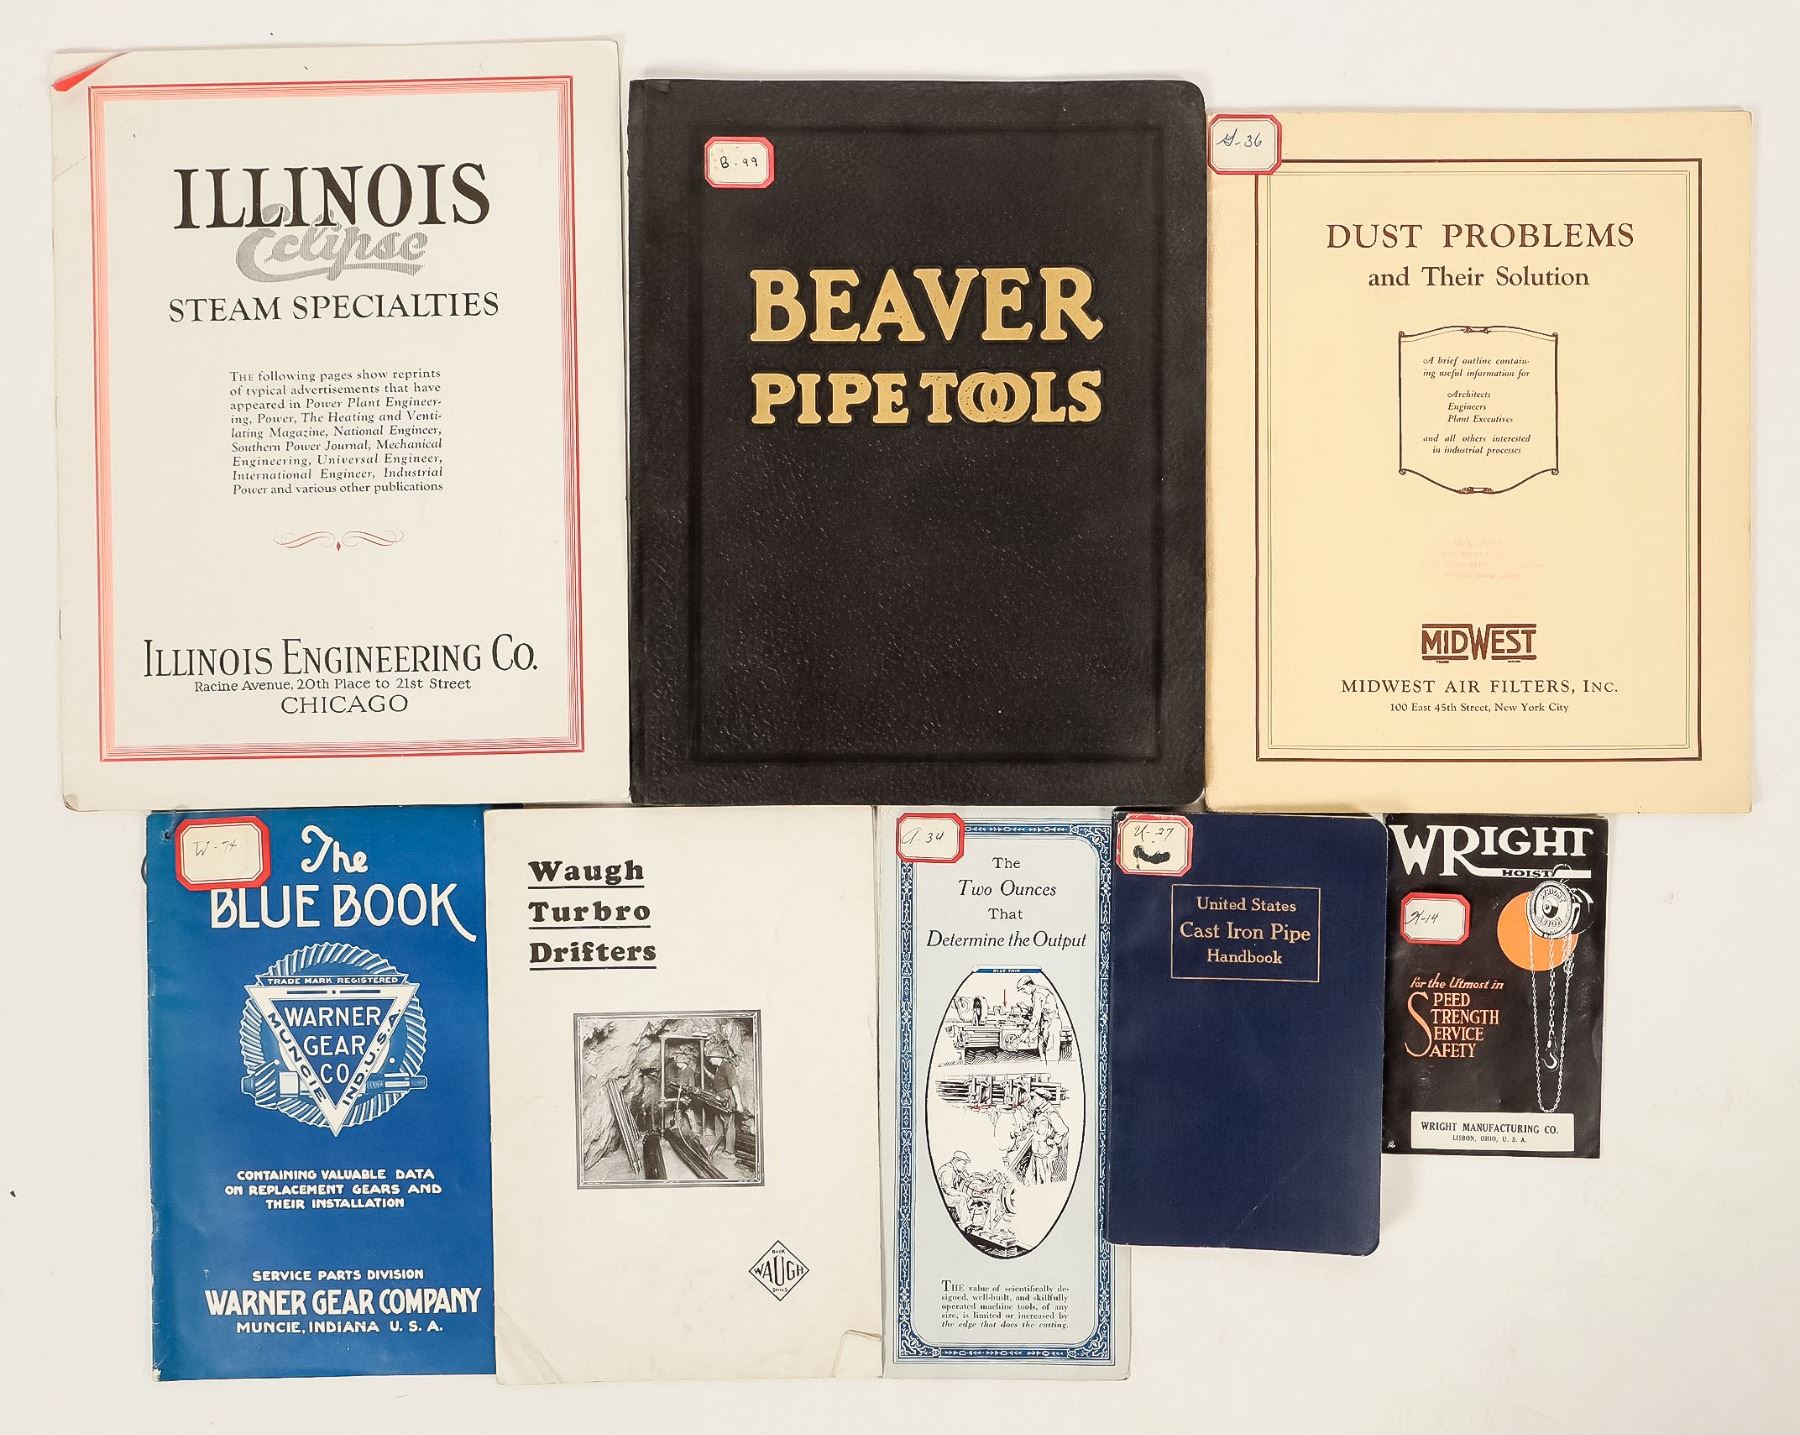 ILLINOIS
Eclipse
STEAM SPECIALTIES
THE following pages show reprints
of typical advertisements that have
appeared in Power Plant Engineer-
ing, Power, The Heating and Venti-
lating Magazine, National Engineer,
Southern Power Journal, Mechanical
Engineering, Universal Engineer,
International Engineer, Industrial
Power and various other publications
ILLINOIS ENGINEERING CO.
Racine Avenue, 20th Place to 21st Street
CHICAGO
B-99
BEAVER
PIPE TOOLS
36
DUST PROBLEMS
and Their Solution
A brief outline contain-
ing useful information for
Architects
Engineers
Plant Executives
and all others interested
in industrial processes
MIDWEST
MIDWEST AIR FILTERS, INC.
100 East 45th Street, New York City
W-74
The
BLUE BOOK
TRADE MARK REGISTERED
WARNER
GEAR
CO.
MUNCIE IND. U.S.A.
CONTAINING VALUABLE DATA
ON REPLACEMENT GEARS AND
THEIR INSTALLATION
SERVICE PARTS DIVISION
WARNER GEAR COMPANY
MUNCIE, INDIANA U. S. A.
Waugh
Turbro
Drifters
ROCK
WAUGH
DRILLS
A-34
The
Two Ounces
That
Determine the Output
BLUE CHIP
THE value of scientifically de-
signed, well-built, and skillfully
operated machine tools, of any
size, is limited or increased by
the edge that does the cutting.
U-27
United States
Cast Iron Pipe
Handbook
WRIGHT
HOISTS
14
WRIGHT
HOIST
for the Utmost in
SPEED
STRENGTH
SERVICE
SAFETY
WRIGHT MANUFACTURING CO.
LISBON, OHIO, U. S. A.